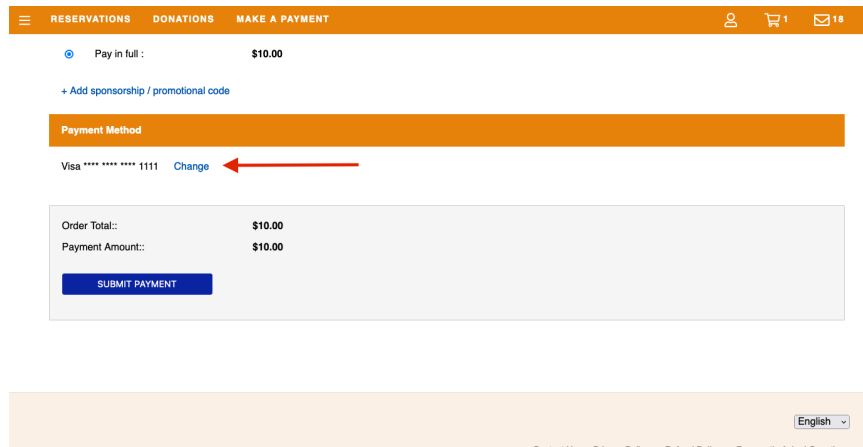 RESERVATIONS DONATIONS MAKE A PAYMENT 1 18
Pay in full : $10.00
+ Add sponsorship / promotional code
Payment Method
Visa **** **** **** 1111 Change
Order Total:: $10.00
Payment Amount:: $10.00
SUBMIT PAYMENT
English